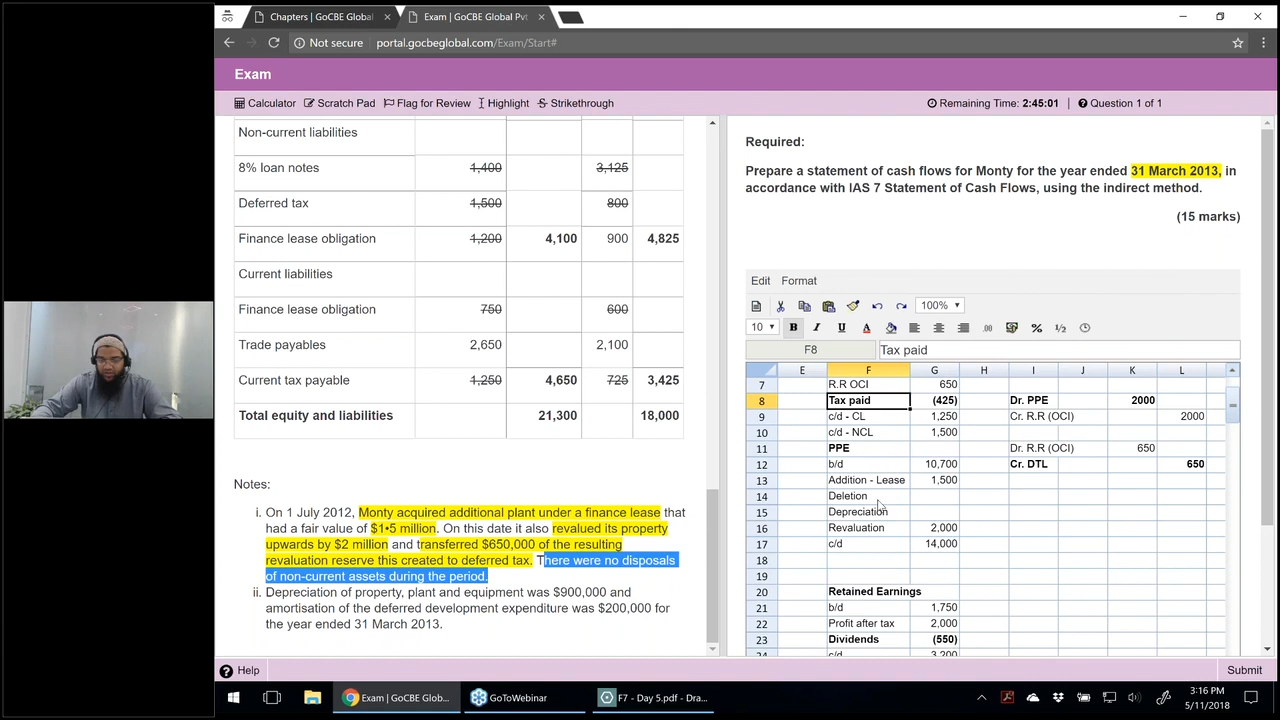 Chapters | GoCBE Global
Exam | GoCBE Global Pvt
Not secure portal.gocbeglobal.com/Exam/Start#
Exam
Calculator Scratch Pad Flag for Review Highlight Strikethrough Remaining Time: 2:45:01 Question 1 of 1
Non-current liabilities
8% loan notes 1,400 3,125
Deferred tax 1,500 800
Finance lease obligation 1,200 4,100 900 4,825
Current liabilities
Finance lease obligation 750 600
Trade payables 2,650 2,100
Current tax payable 1,250 4,650 725 3,425
Total equity and liabilities 21,300 18,000
Notes:
i. On 1 July 2012, Monty acquired additional plant under a finance lease that
had a fair value of $1•5 million. On this date it also revalued its property
upwards by $2 million and transferred $650,000 of the resulting
revaluation reserve this created to deferred tax. There were no disposals
of non-current assets during the period.
ii. Depreciation of property, plant and equipment was $900,000 and
amortisation of the deferred development expenditure was $200,000 for
the year ended 31 March 2013.
Required:
Prepare a statement of cash flows for Monty for the year ended 31 March 2013, in
accordance with IAS 7 Statement of Cash Flows, using the indirect method.
(15 marks)
Edit Format
100%
10 B I U A .00 % 1/2
F8 Tax paid
E F G H I J K L
7 R.R OCI 650
8 Tax paid (425) Dr. PPE 2000
9 c/d - CL 1,250 Cr. R.R (OCI) 2000
10 c/d - NCL 1,500
11 PPE Dr. R.R (OCI) 650
12 b/d 10,700 Cr. DTL 650
13 Addition - Lease 1,500
14 Deletion
15 Depreciation
16 Revaluation 2,000
17 c/d 14,000
18
19
20 Retained Earnings
21 b/d 1,750
22 Profit after tax 2,000
23 Dividends (550)
24 c/d 3,200
Help Submit
Exam | GoCBE Glob...
GoToWebinar
F7 - Day 5.pdf - Dra...
3:16 PM
5/11/2018